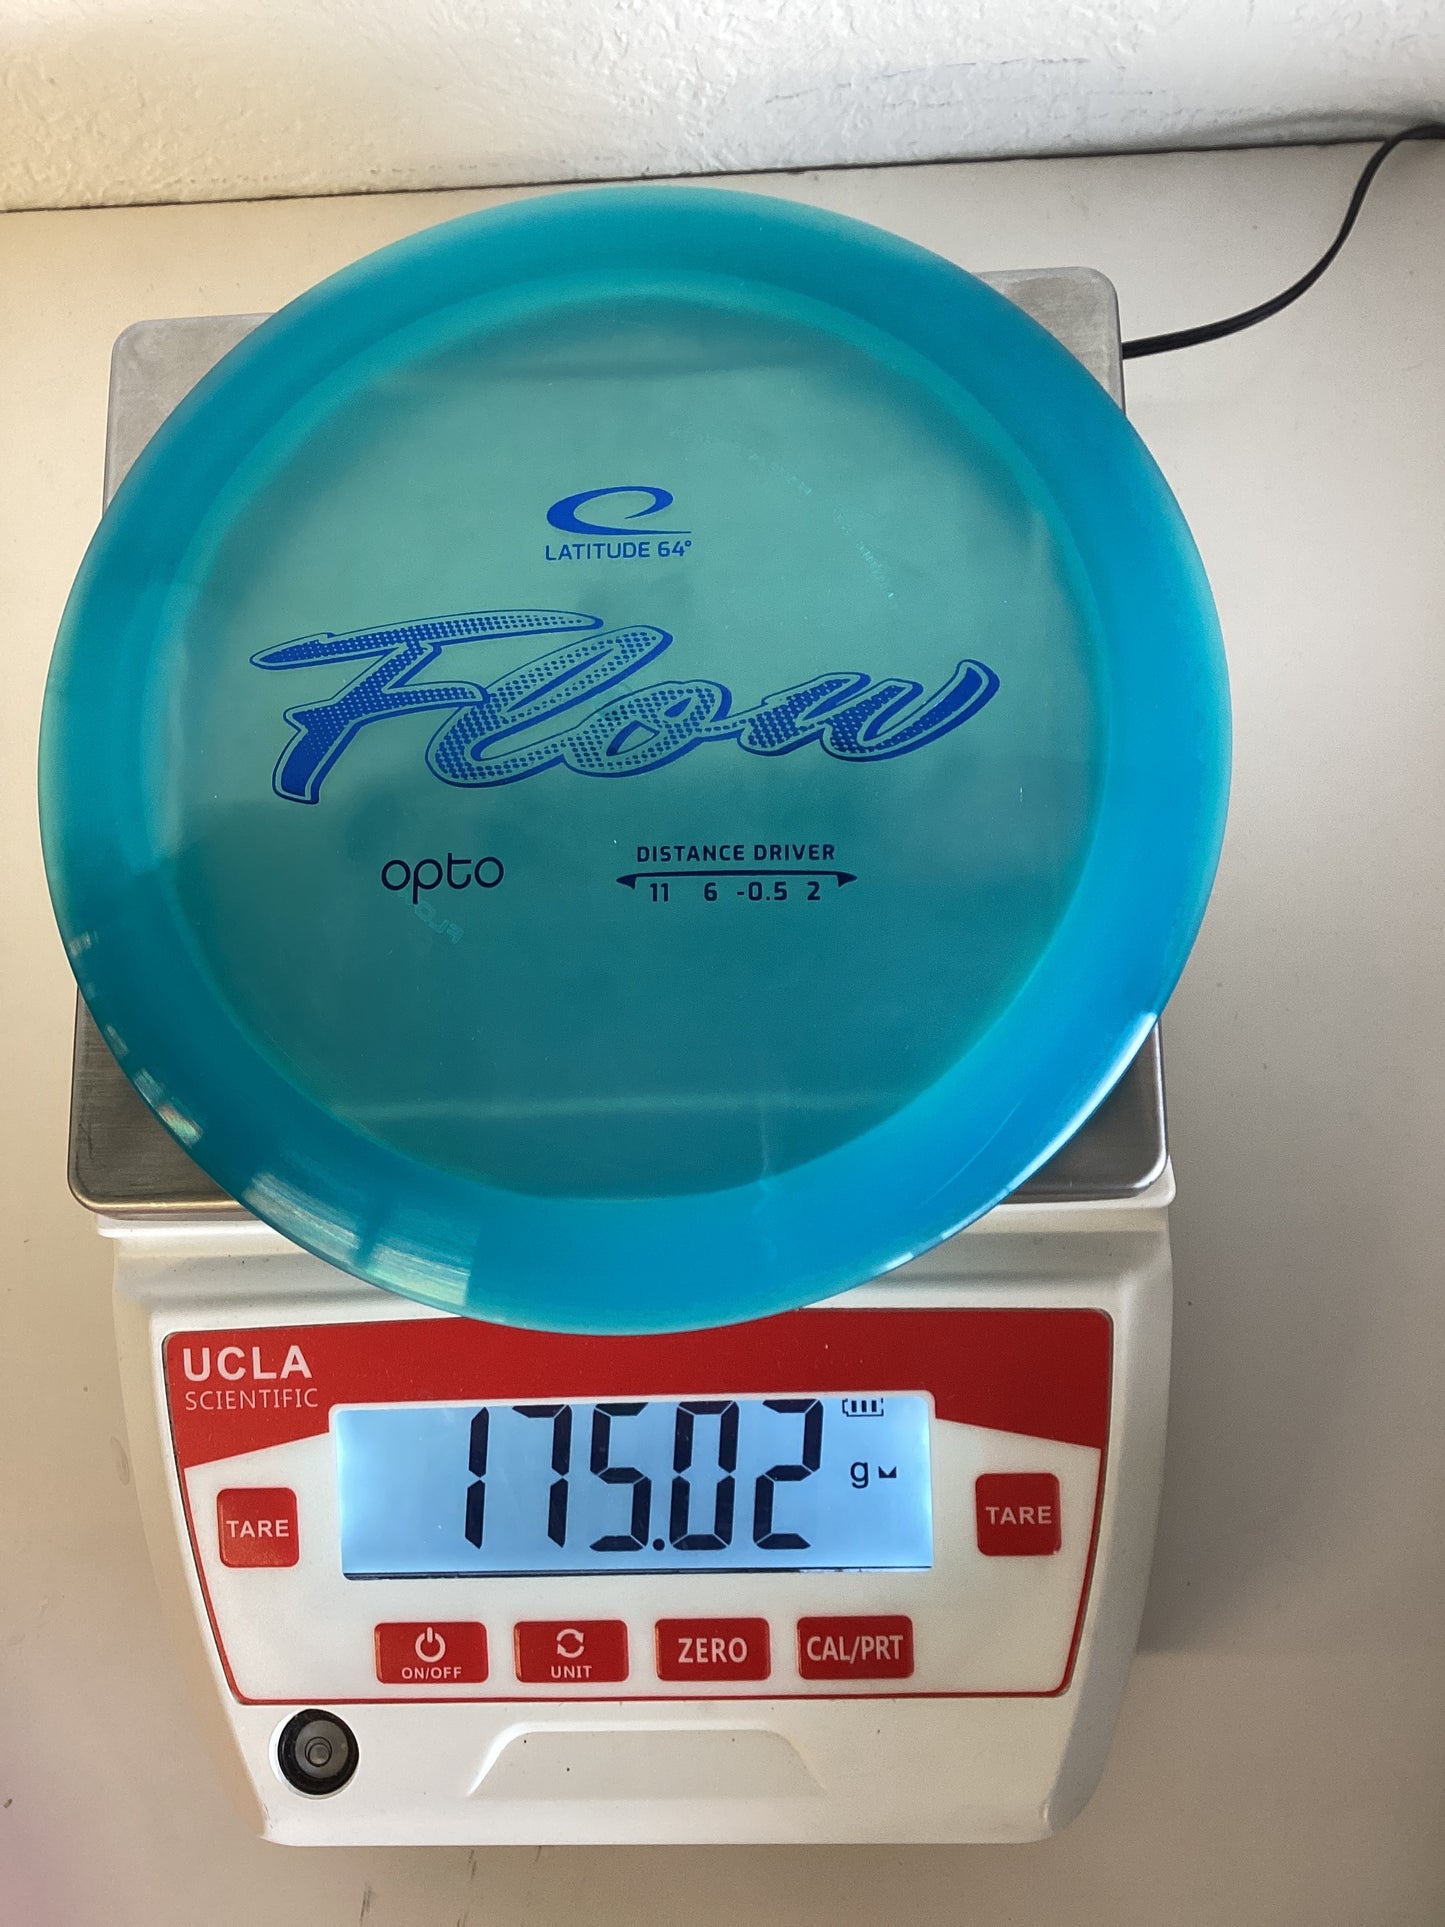 LATITUDE 64°
Flow
opto
DISTANCE DRIVER
11 6 -0.5 2
UCLA
SCIENTIFIC
175.02
g
TARE
TARE
ON/OFF
UNIT
ZERO
CAL/PRT